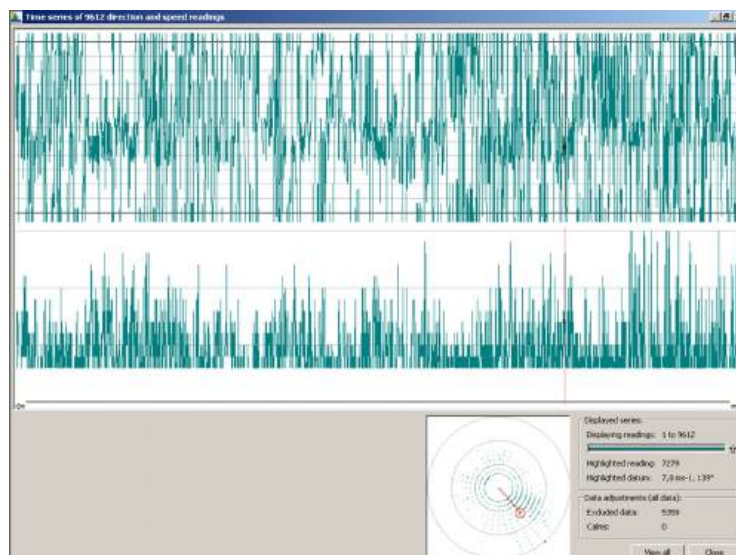 Time series of 9612 direction and speed readings
Displayed series:
Displaying readings: 1 to 9612
Highlighted reading: 7279
Highlighted datum: 7,0 ms-1, 139°
Data adjustments (all data):
Excluded data:
Calms: 0
View all
Close